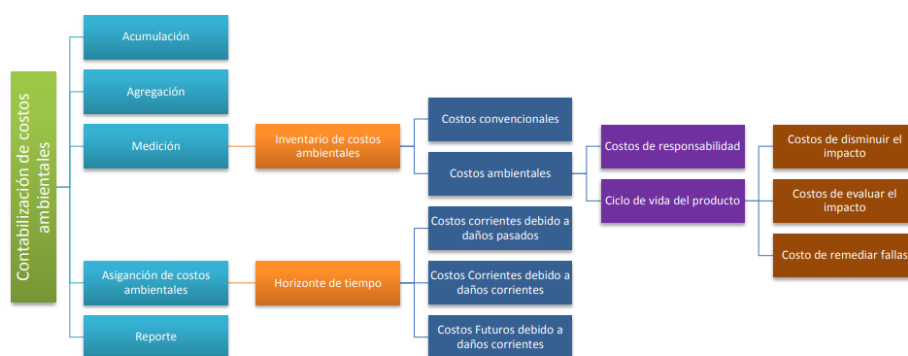 Contabilización de costos
ambientales
Acumulación
Agregación
Medición
Asiganción de costos
ambientales
Reporte
Inventario de costos
ambientales
Horizonte de tiempo
Costos convencionales
Costos ambientales
Costos corrientes debido a
daños pasados
Costos Corrientes debido a
daños corrientes
Costos Futuros debido a
daños corrientes
Costos de responsabilidad
Ciclo de vida del producto
Costos de disminuir el
impacto
Costos de evaluar el
impacto
Costo de remediar fallas